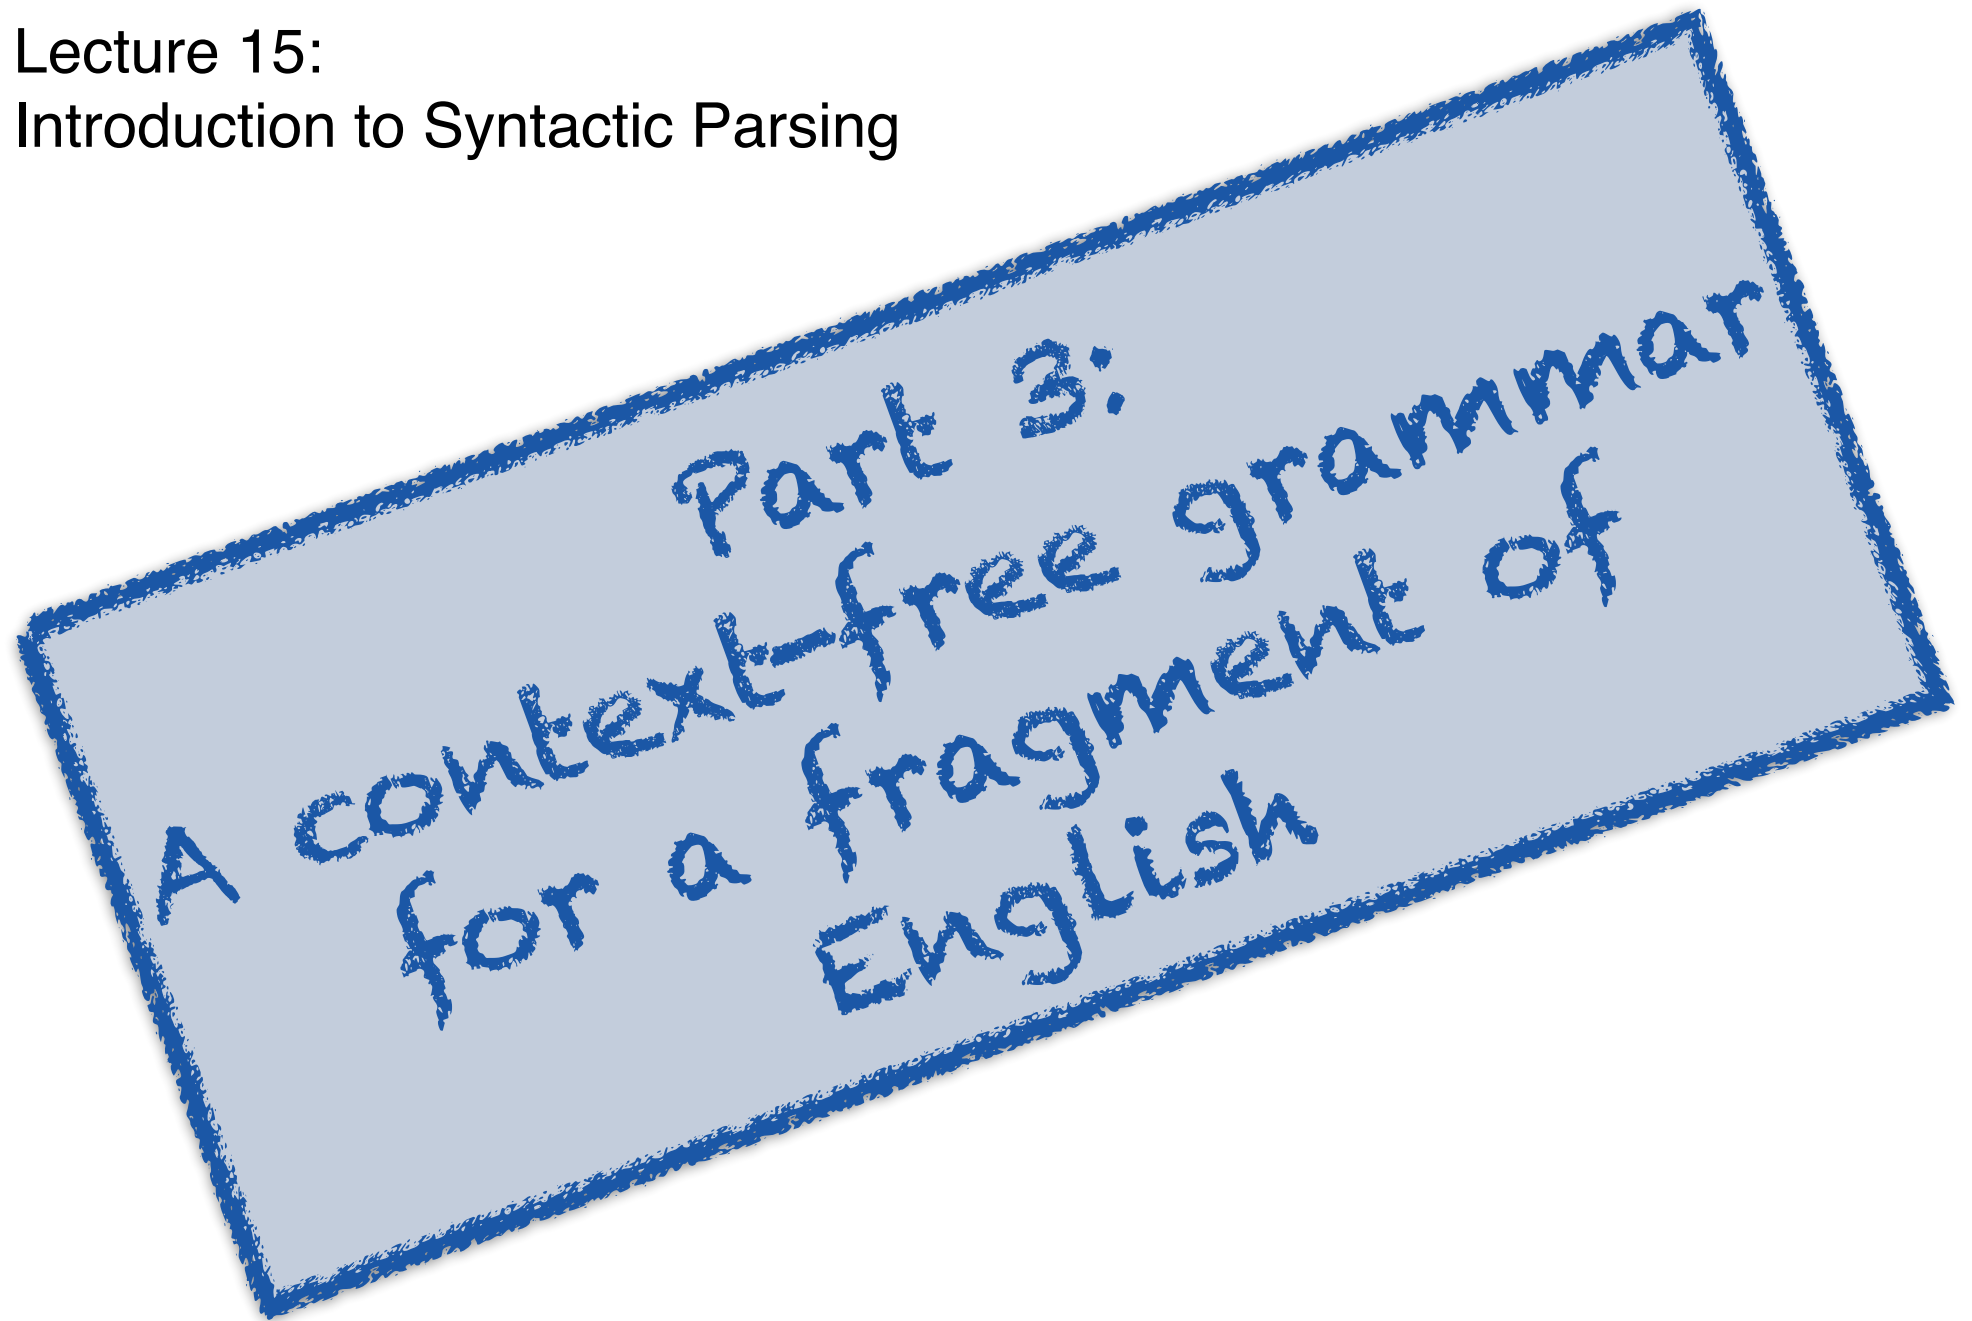 Lecture 15:
Introduction to Syntactic Parsing
Part 3:
A context-free grammar
for a fragment of
English